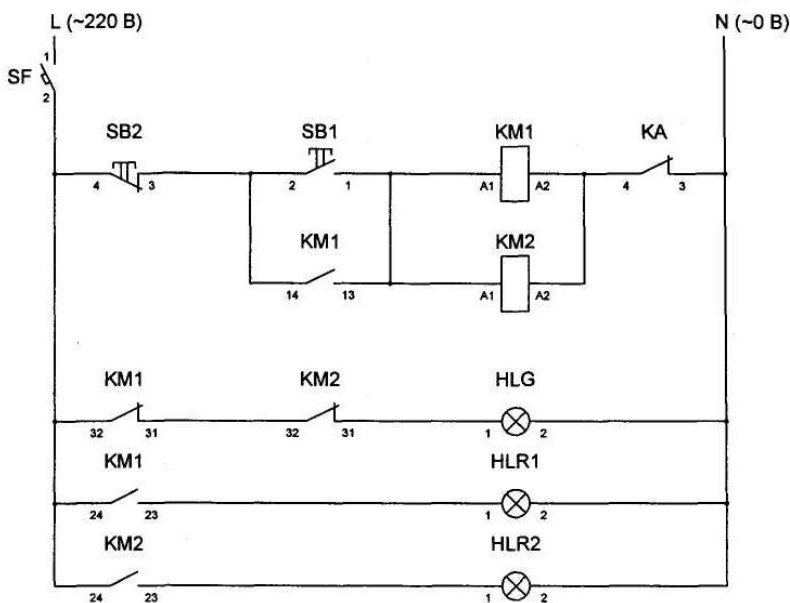 L (~220 В) N (~0 В)
1
SF
2
SB2 SB1 KM1 KA
4 3 2 1 A1 A2 4 3
KM1 KM2
14 13 A1 A2
KM1 KM2 HLG
32 31 32 31 1 2
KM1 HLR1
24 23 1 2
KM2 HLR2
24 23 1 2